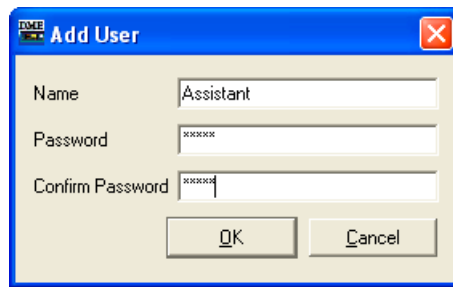 DME
Add User
Name Assistant
Password *****
Confirm Password *****
OK Cancel